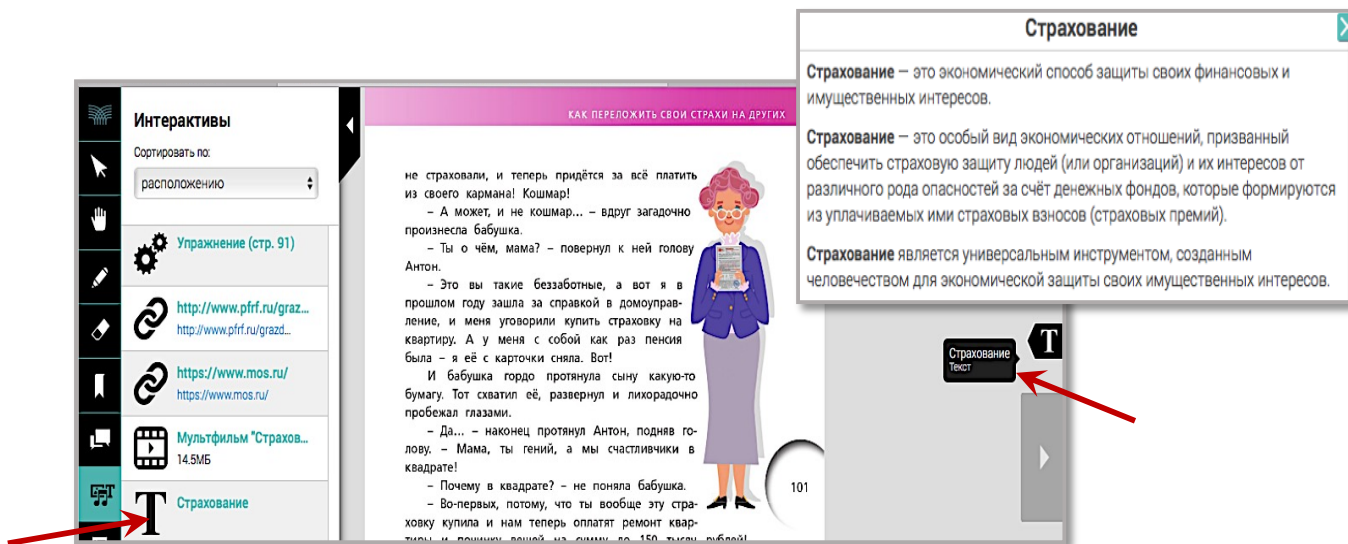 Страхование
Страхование – это экономический способ защиты своих финансовых и
имущественных интересов.
Страхование – это особый вид экономических отношений, призванный
обеспечить страховую защиту людей (или организаций) и их интересов от
различного рода опасностей за счёт денежных фондов, которые формируются
из уплачиваемых ими страховых взносов (страховых премий).
Страхование является универсальным инструментом, созданным
человечеством для экономической защиты своих имущественных интересов.
Интерактивы
Сортировать по:
расположению
Упражнение (стр. 91)
http://www.pfrf.ru/graz...
http://www.pfrf.ru/grazd...
https://www.mos.ru/
https://www.mos.ru/
Мультфильм "Страхов...
14.5МБ
T
Страхование
КАК ПЕРЕЛОЖИТЬ СВОИ СТРАХИ НА ДРУГИХ
не страховали, и теперь придётся за всё платить
из своего кармана! Кошмар!
– А может, и не кошмар... – вдруг загадочно
произнесла бабушка.
– Ты о чём, мама? – повернул к ней голову
Антон.
– Это вы такие беззаботные, а вот я в
прошлом году зашла за справкой в домоуправ-
ление, и меня уговорили купить страховку на
квартиру. А у меня с собой как раз пенсия
была – я её с карточки сняла. Вот!
И бабушка гордо протянула сыну какую-то
бумагу. Тот схватил её, развернул и лихорадочно
пробежал глазами.
– Да... – наконец протянул Антон, подняв го-
лову. – Мама, ты гений, а мы счастливчики в
квадрате!
– Почему в квадрате? – не поняла бабушка.
– Во-первых, потому, что ты вообще эту стра-
ховку купила и нам теперь оплатят ремонт квар-
тиры и починку вещей на сумму до 150 тысяч рублей!
101
Страхование
Текст
T